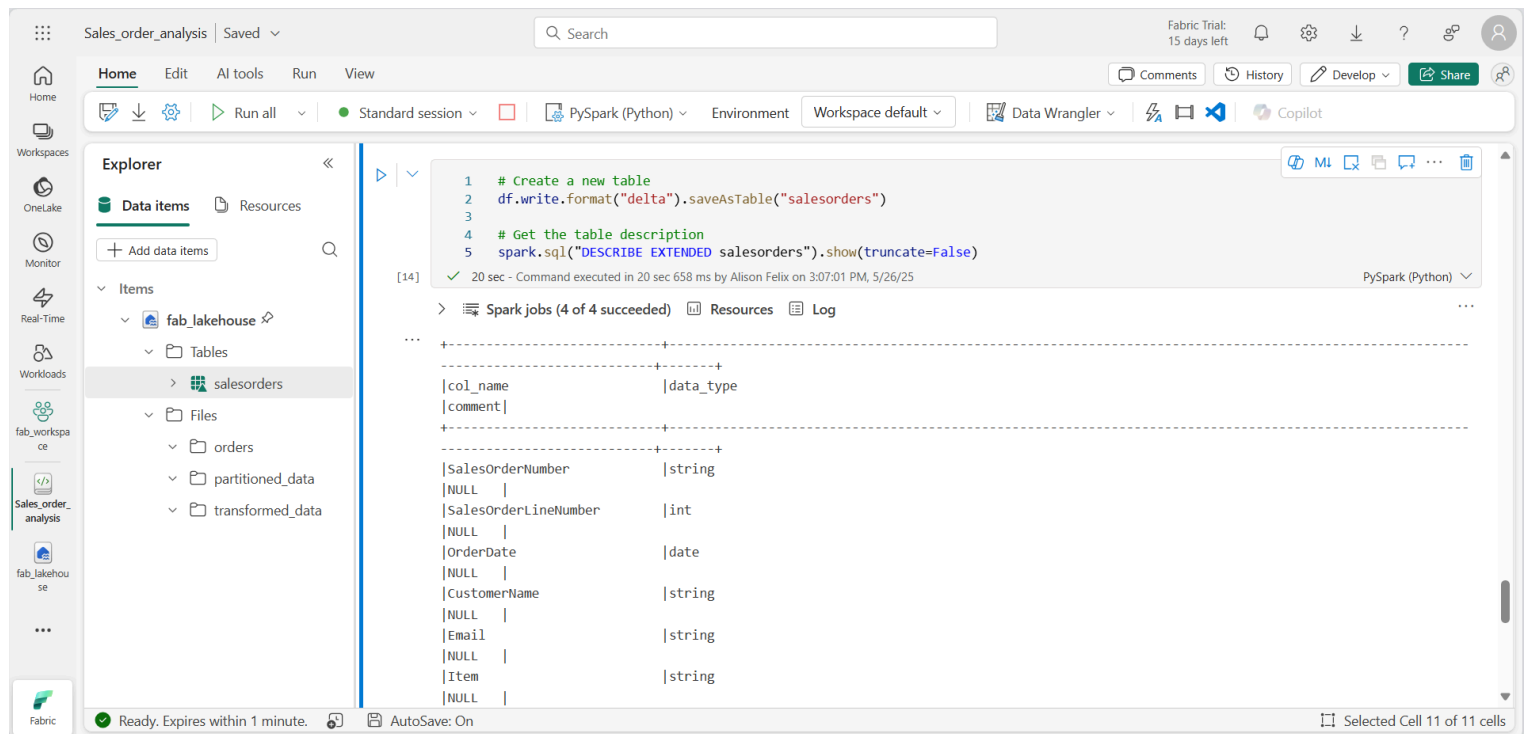 Sales_order_analysis | Saved
Search
Fabric Trial:
15 days left
?
Home
Edit
AI tools
Run
View
Comments
History
Develop
Share
Run all
Standard session
PySpark (Python)
Environment
Workspace default
Data Wrangler
Copilot
Home
Workspaces
OneLake
Monitor
Real-Time
Workloads
fab_workspa
ce
Sales_order_
analysis
fab_lakehou
se
...
Fabric
Explorer
Data items
Resources
+ Add data items
Items
fab_lakehouse
Tables
salesorders
Files
orders
partitioned_data
transformed_data
M↓
...
1 # Create a new table
2 df.write.format("delta").saveAsTable("salesorders")
3
4 # Get the table description
5 spark.sql("DESCRIBE EXTENDED salesorders").show(truncate=False)
[14]
20 sec - Command executed in 20 sec 658 ms by Alison Felix on 3:07:01 PM, 5/26/25
PySpark (Python)
Spark jobs (4 of 4 succeeded)
Resources
Log
...
...
+----------------------------+---------------------------------------------------------------------------------------------------------
----------------------------+-------+
|col_name                    |data_type
|comment|
+----------------------------+---------------------------------------------------------------------------------------------------------
----------------------------+-------+
|SalesOrderNumber            |string
|NULL   |
|SalesOrderLineNumber        |int
|NULL   |
|OrderDate                   |date
|NULL   |
|CustomerName                |string
|NULL   |
|Email                       |string
|NULL   |
|Item                        |string
|NULL   |
Ready. Expires within 1 minute.
AutoSave: On
Selected Cell 11 of 11 cells